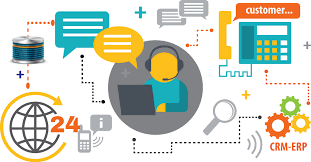 customer...
24
i
CRM-ERP